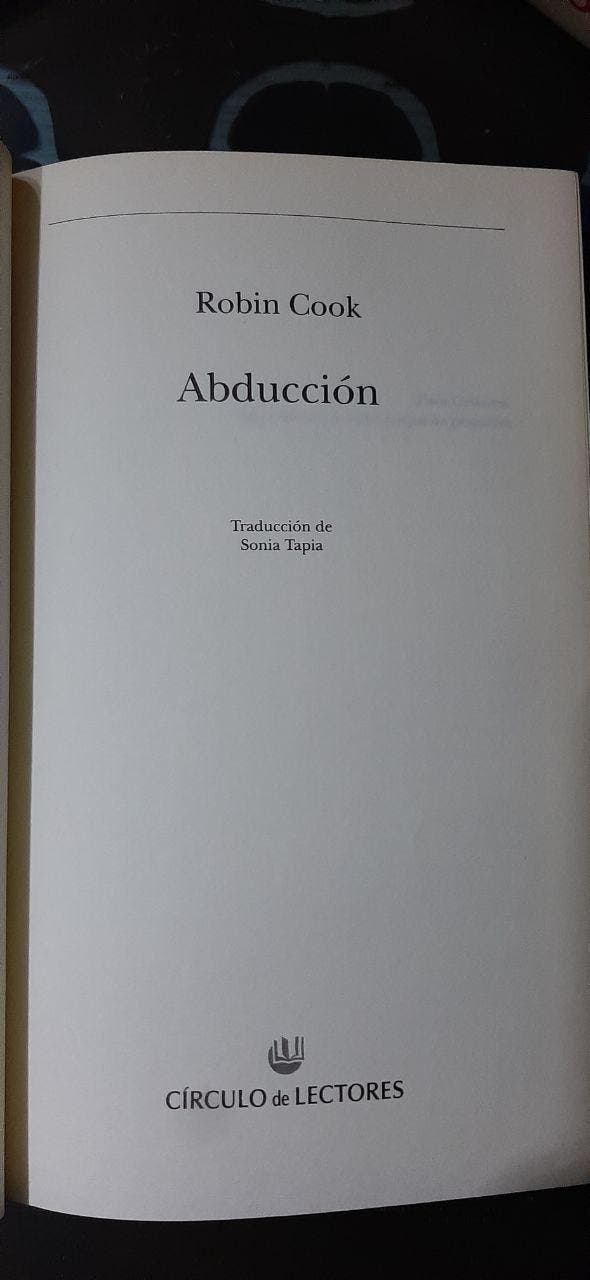 Robin Cook
Abducción
Traducción de
Sonia Tapia
CÍRCULO de LECTORES